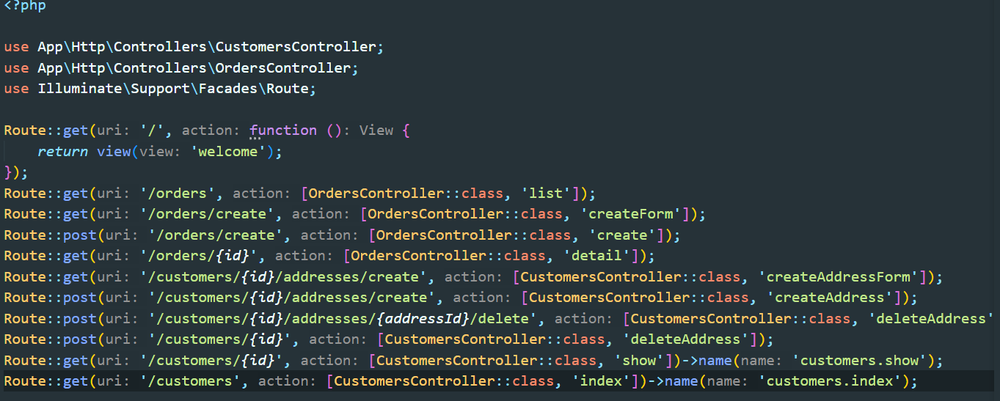 <?php
use App\Http\Controllers\CustomersController;
use App\Http\Controllers\OrdersController;
use Illuminate\Support\Facades\Route;
Route::get(uri: '/', action: function (): View {
    return view(view: 'welcome');
});
Route::get(uri: '/orders', action: [OrdersController::class, 'list']);
Route::get(uri: '/orders/create', action: [OrdersController::class, 'createForm']);
Route::post(uri: '/orders/create', action: [OrdersController::class, 'create']);
Route::get(uri: '/orders/{id}', action: [OrdersController::class, 'detail']);
Route::get(uri: '/customers/{id}/addresses/create', action: [CustomersController::class, 'createAddressForm']);
Route::post(uri: '/customers/{id}/addresses/create', action: [CustomersController::class, 'createAddress']);
Route::post(uri: '/customers/{id}/addresses/{addressId}/delete', action: [CustomersController::class, 'deleteAddress'
Route::post(uri: '/customers/{id}', action: [CustomersController::class, 'deleteAddress']);
Route::get(uri: '/customers/{id}', action: [CustomersController::class, 'show'])->name(name: 'customers.show');
Route::get(uri: '/customers', action: [CustomersController::class, 'index'])->name(name: 'customers.index');